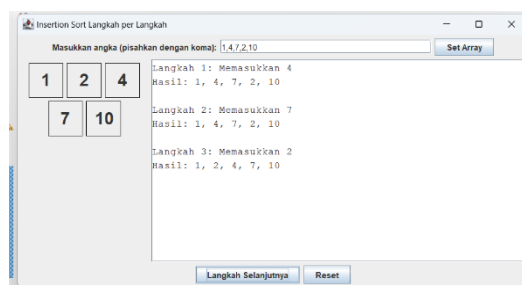 Insertion Sort Langkah per Langkah
Masukkan angka (pisahkan dengan koma): 1,4,7,2,10 Set Array
1 2 4
7 10
Langkah 1: Memasukkan 4
Hasil: 1, 4, 7, 2, 10
Langkah 2: Memasukkan 7
Hasil: 1, 4, 7, 2, 10
Langkah 3: Memasukkan 2
Hasil: 1, 2, 4, 7, 10
Langkah Selanjutnya Reset